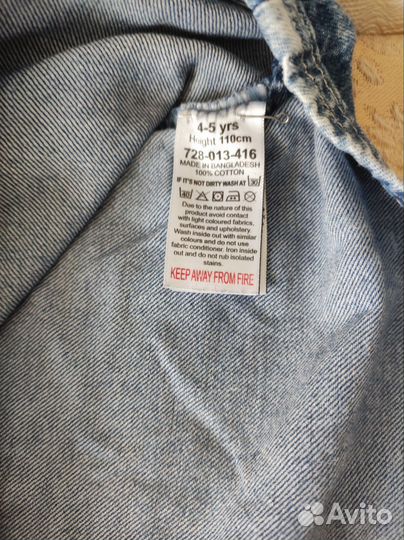 4-5 yrs
Height 110cm
728-013-416
MADE IN BANGLADESH
100% COTTON
IF IT'S NOT DIRTY WASH AT 30
Due to the nature of this
product avoid contact
with light coloured fabrics,
surfaces and upholstery
Wash inside out with similar
colours and do not use
fabric conditioner. Iron inside
out and do not rub isolated
stains.
KEEP AWAY FROM FIRE
Avito